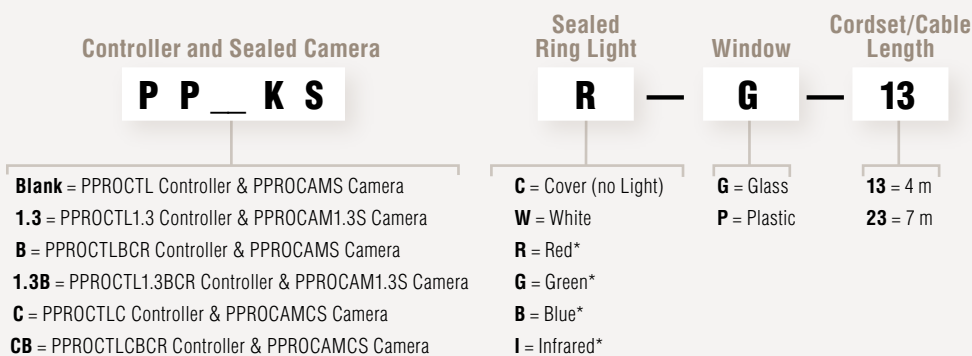 Controller and Sealed Camera
Sealed
Ring Light
Window
Cordset/Cable
Length
P P __ K S
R — G — 13
Blank = PPROCTL Controller & PPROCAMS Camera
1.3 = PPROCTL1.3 Controller & PPROCAM1.3S Camera
B = PPROCTLBCR Controller & PPROCAMS Camera
1.3B = PPROCTL1.3BCR Controller & PPROCAM1.3S Camera
C = PPROCTLC Controller & PPROCAMCS Camera
CB = PPROCTLCBCR Controller & PPROCAMCS Camera
C = Cover (no Light)
W = White
R = Red*
G = Green*
B = Blue*
I = Infrared*
G = Glass
P = Plastic
13 = 4 m
23 = 7 m